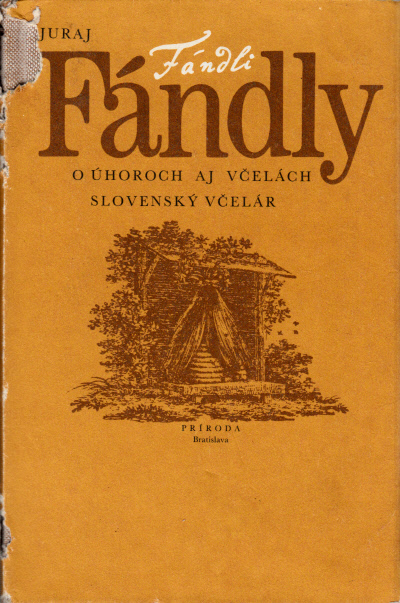 JURAJ
Fándli
Fándly
O ÚHOROCH AJ VČELÁCH
SLOVENSKÝ VČELÁR
PRÍRODA
Bratislava